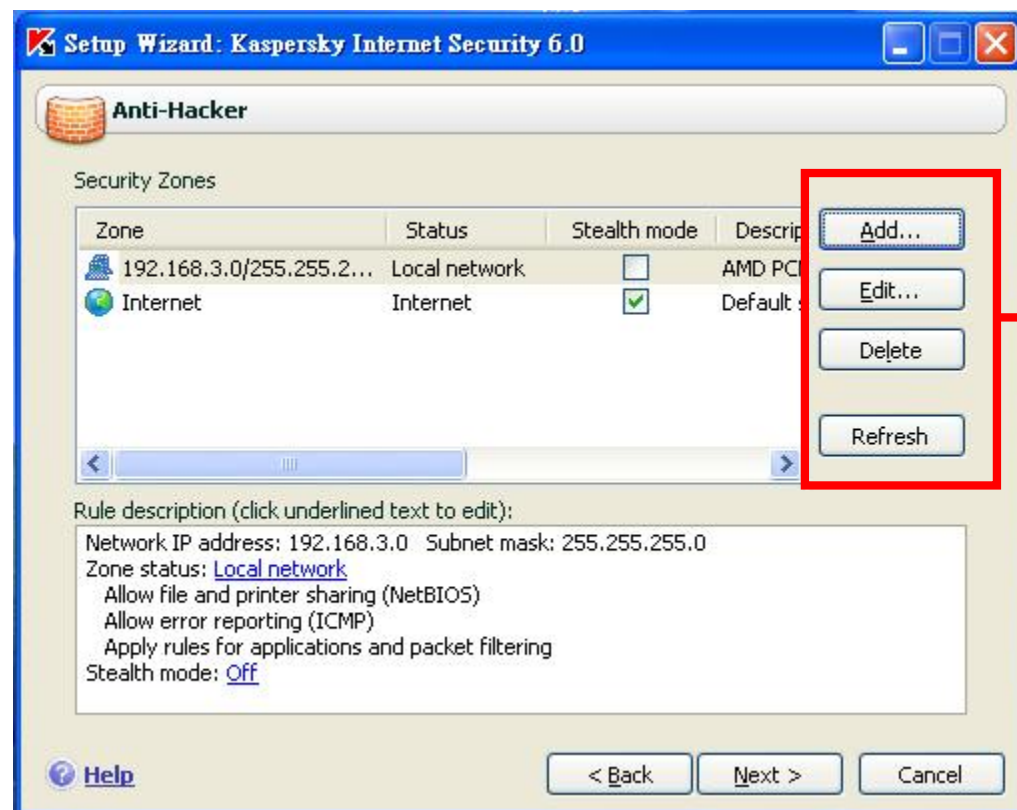 Setup Wizard: Kaspersky Internet Security 6.0
Anti-Hacker
Security Zones
Zone Status Stealth mode Descrip
192.168.3.0/255.255.2... Local network AMD PC
Internet Internet Default
Add...
Edit...
Delete
Refresh
Rule description (click underlined text to edit):
Network IP address: 192.168.3.0 Subnet mask: 255.255.255.0
Zone status: Local network
Allow file and printer sharing (NetBIOS)
Allow error reporting (ICMP)
Apply rules for applications and packet filtering
Stealth mode: Off
Help
< Back Next > Cancel